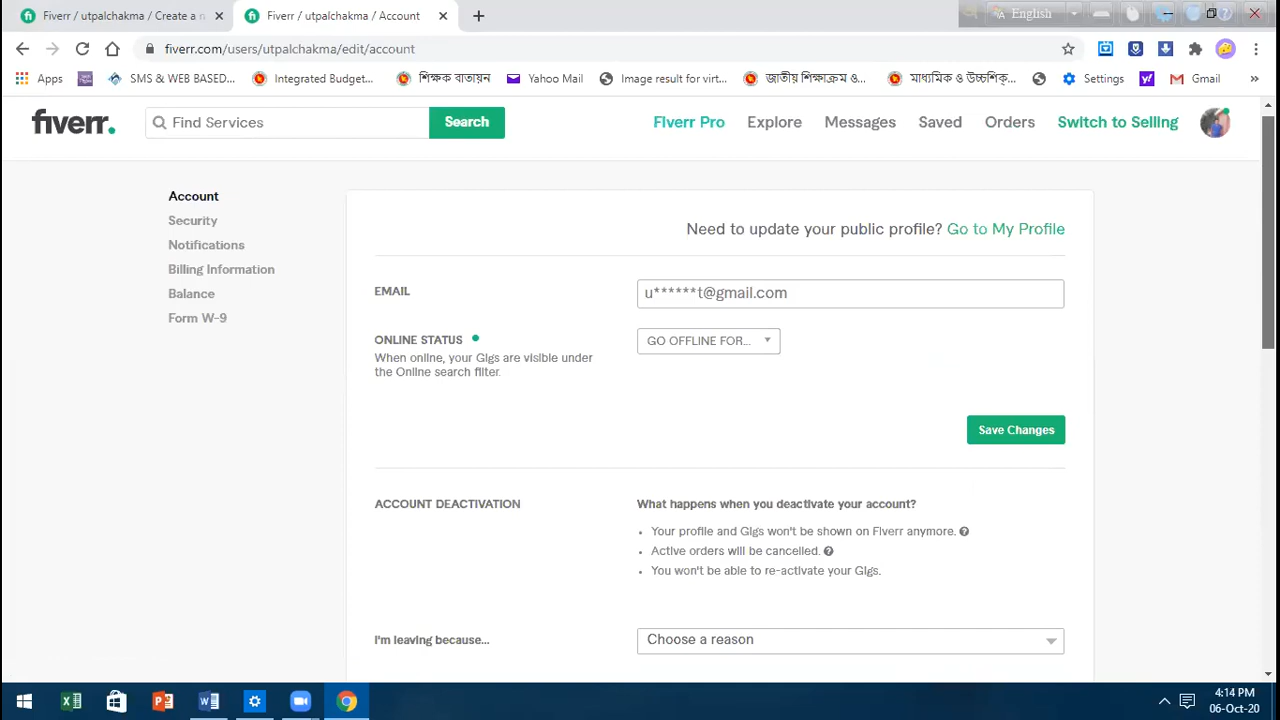 Fiverr / utpalchakma / Create a n
Fiverr / utpalchakma / Account
English
fiverr.com/users/utpalchakma/edit/account
Apps
SMS & WEB BASED...
Integrated Budget...
শিক্ষক বাতায়ন
Yahoo Mail
Image result for virt...
জাতীয় শিক্ষাক্রম ও...
মাধ্যমিক ও উচ্চশিক্...
Settings
Gmail
fiverr.
Find Services
Search
Fiverr Pro
Explore
Messages
Saved
Orders
Switch to Selling
Account
Security
Notifications
Billing Information
Balance
Form W-9
Need to update your public profile? Go to My Profile
EMAIL
u******t@gmail.com
ONLINE STATUS
GO OFFLINE FOR...
When online, your Gigs are visible under
the Online search filter.
Save Changes
ACCOUNT DEACTIVATION
What happens when you deactivate your account?
• Your profile and Gigs won't be shown on Fiverr anymore.
• Active orders will be cancelled.
• You won't be able to re-activate your Gigs.
I'm leaving because...
Choose a reason
4:14 PM
06-Oct-20